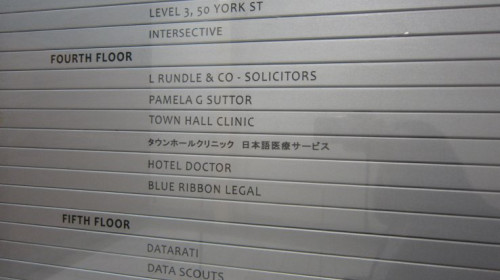 LEVEL 3, 50 YORK ST
INTERSECTIVE
FOURTH FLOOR
L RUNDLE & CO - SOLICITORS
PAMELA G SUTTOR
TOWN HALL CLINIC
タウンホールクリニック 日本語医療サービス
HOTEL DOCTOR
BLUE RIBBON LEGAL
FIFTH FLOOR
DATARATI
DATA SCOUTS